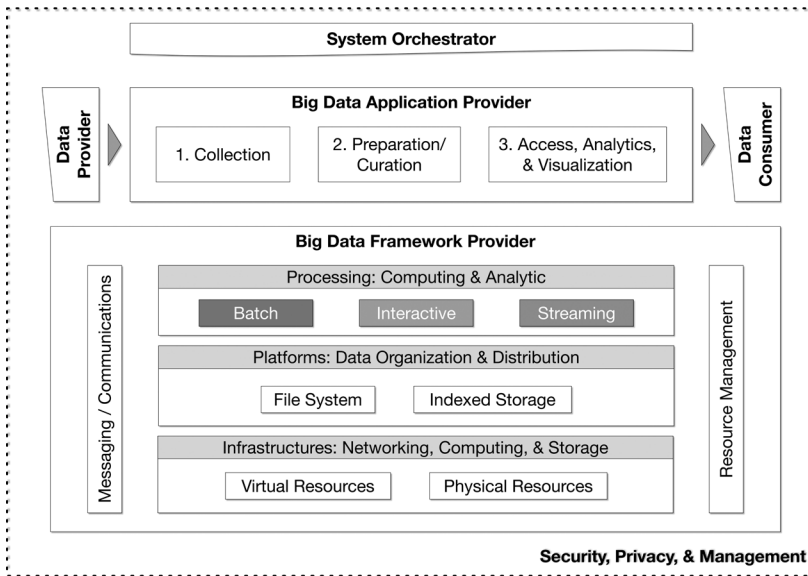 System Orchestrator
Data
Provider
Big Data Application Provider
1. Collection
2. Preparation/
Curation
3. Access, Analytics,
& Visualization
Data
Consumer
Big Data Framework Provider
Messaging / Communications
Processing: Computing & Analytic
Batch
Interactive
Streaming
Platforms: Data Organization & Distribution
File System
Indexed Storage
Infrastructures: Networking, Computing, & Storage
Virtual Resources
Physical Resources
Resource Management
Security, Privacy, & Management